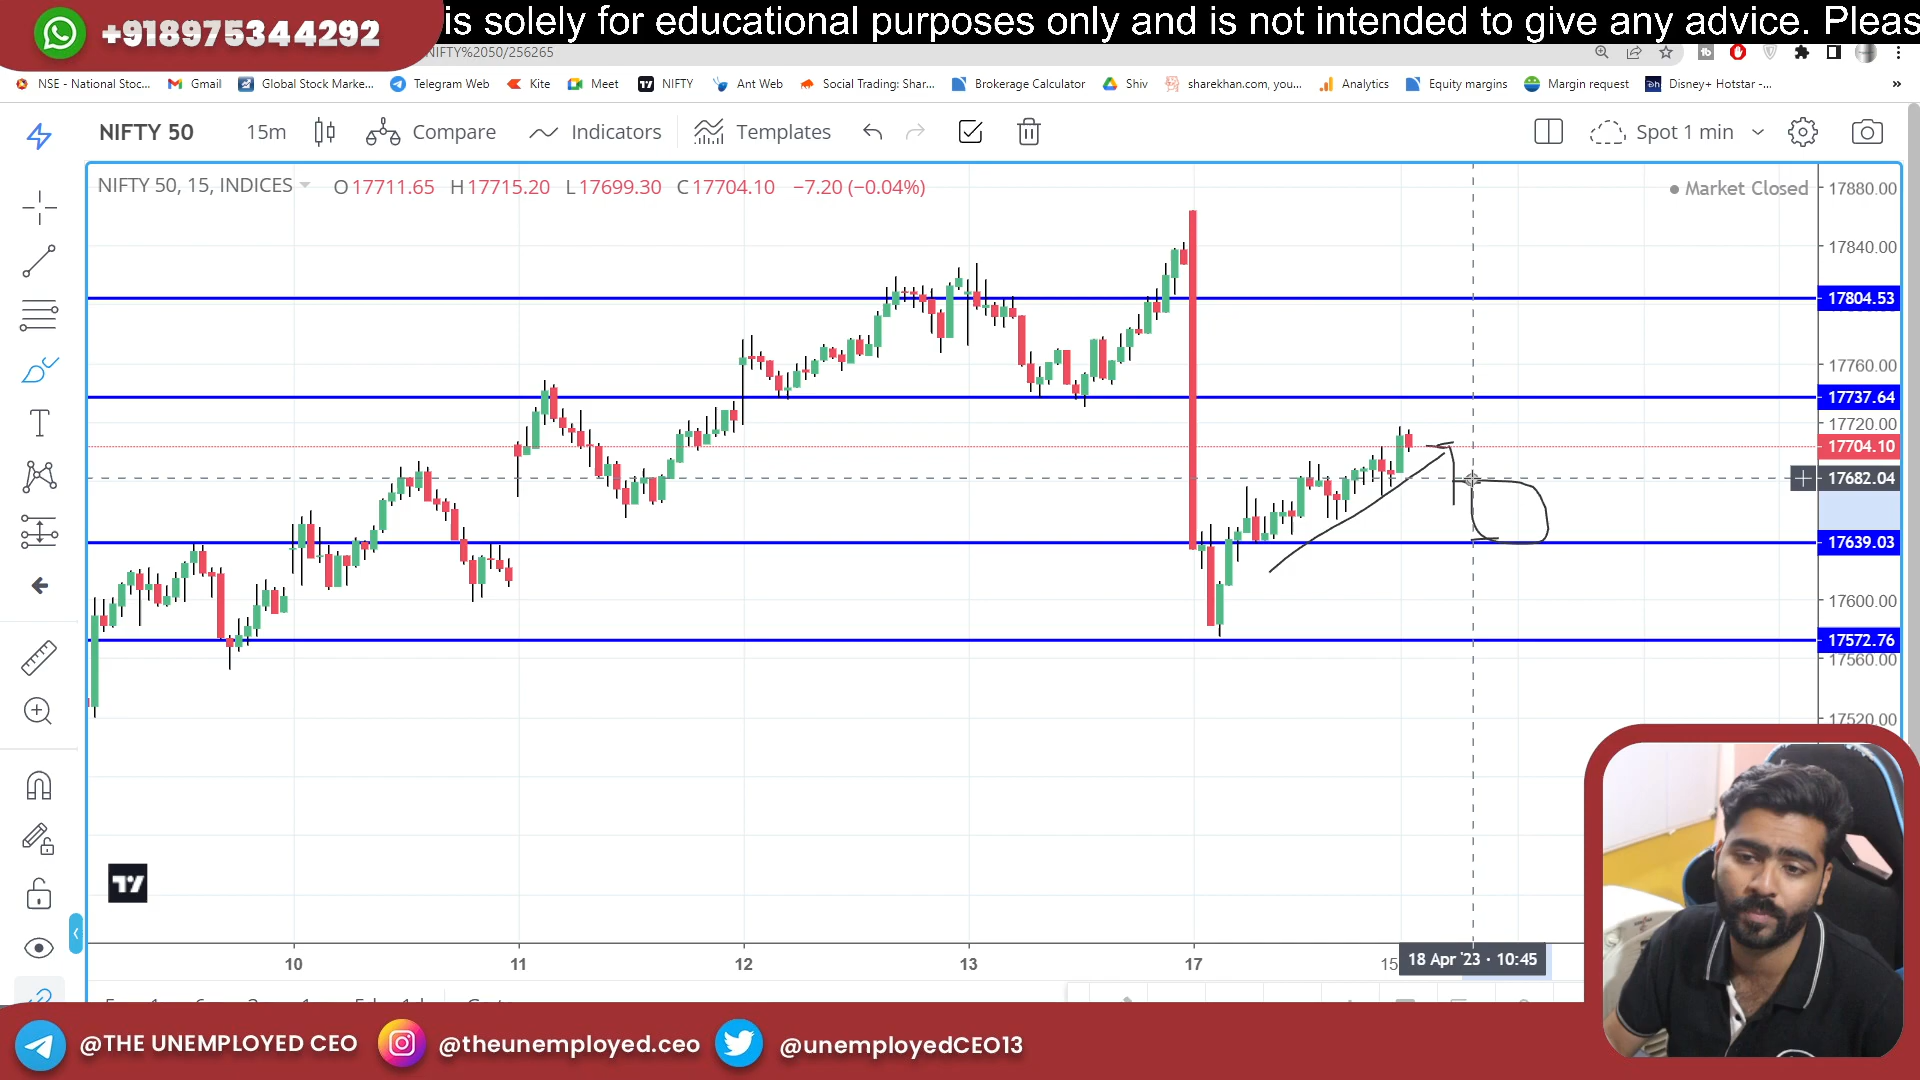 +918975344292
is solely for educational purposes only and is not intended to give any advice. Pleas
NIFTY%2050/256265
NSE - National Stoc...
Gmail
Global Stock Marke...
Telegram Web
Kite
Meet
NIFTY
Ant Web
Social Trading: Shar...
Brokerage Calculator
Shiv
sharekhan.com, you...
Analytics
Equity margins
Margin request
Disney+ Hotstar -...
»
NIFTY 50
15m
Compare
Indicators
Templates
Spot 1 min
NIFTY 50, 15, INDICES
O17711.65 H17715.20 L17699.30 C17704.10 −7.20 (−0.04%)
Market Closed
17880.00
17840.00
17804.53
17760.00
17737.64
17720.00
17704.10
17682.04
17639.03
17600.00
17572.76
17560.00
17520.00
10
11
12
13
17
15
18 Apr '23 · 10:45
@THE UNEMPLOYED CEO
@theunemployed.ceo
@unemployedCEO13